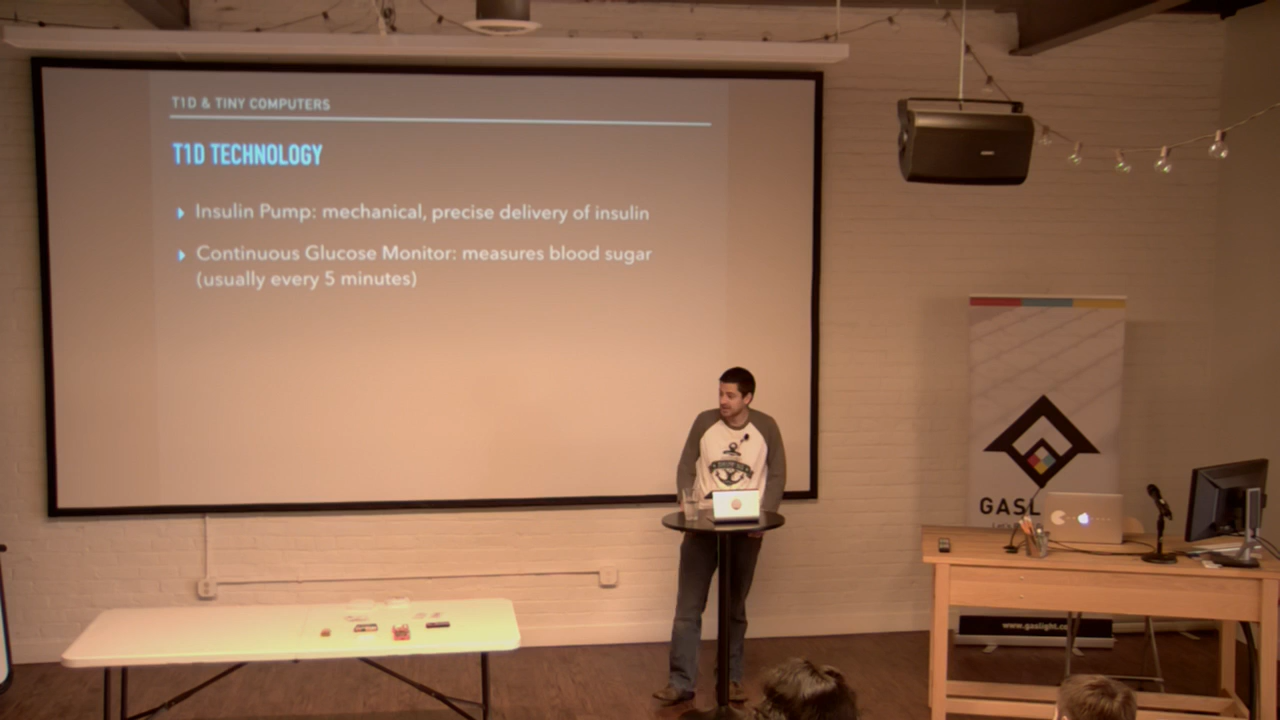 T1D & TINY COMPUTERS
T1D TECHNOLOGY
Insulin Pump: mechanical, precise delivery of insulin
Continuous Glucose Monitor: measures blood sugar
(usually every 5 minutes)
GASL
www.gaslight.c